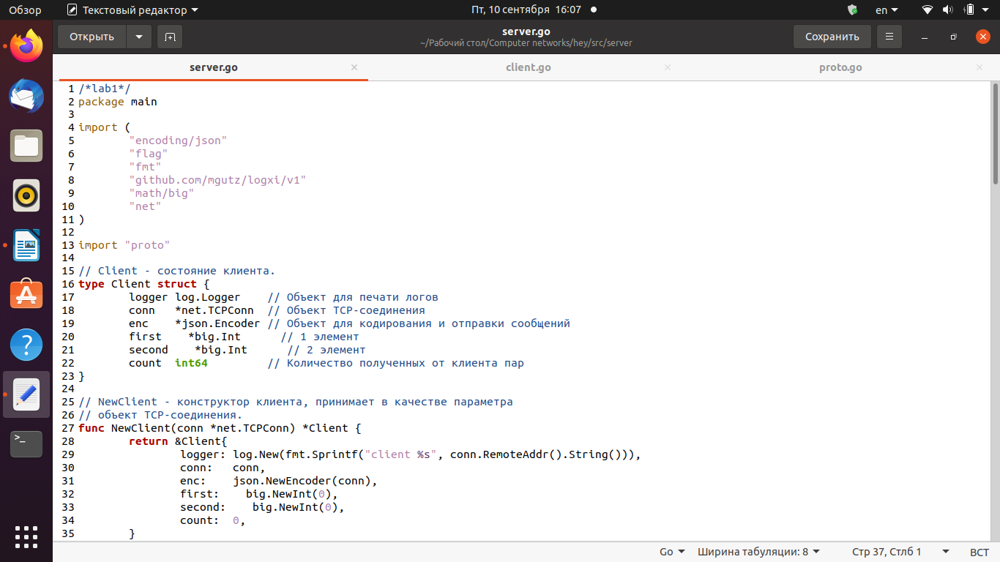 Обзор
Текстовый редактор
Пт, 10 сентября 16:07
en
Открыть
server.go
~/Рабочий стол/Computer networks/hey/src/server
Сохранить
server.go
client.go
proto.go
1 /*lab1*/
2 package main
3
4 import (
5 "encoding/json"
6 "flag"
7 "fmt"
8 "github.com/mgutz/logxi/v1"
9 "math/big"
10 "net"
11 )
12
13 import "proto"
14
15 // Client - состояние клиента.
16 type Client struct {
17 logger log.Logger // Объект для печати логов
18 conn *net.TCPConn // Объект TCP-соединения
19 enc *json.Encoder // Объект для кодирования и отправки сообщений
20 first *big.Int // 1 элемент
21 second *big.Int // 2 элемент
22 count int64 // Количество полученных от клиента пар
23 }
24
25 // NewClient - конструктор клиента, принимает в качестве параметра
26 // объект TCP-соединения.
27 func NewClient(conn *net.TCPConn) *Client {
28 return &Client{
29 logger: log.New(fmt.Sprintf("client %s", conn.RemoteAddr().String())),
30 conn: conn,
31 enc: json.NewEncoder(conn),
32 first: big.NewInt(0),
33 second: big.NewInt(0),
34 count: 0,
35 }
Go
Ширина табуляции: 8
Стр 37, Стлб 1
ВСТ